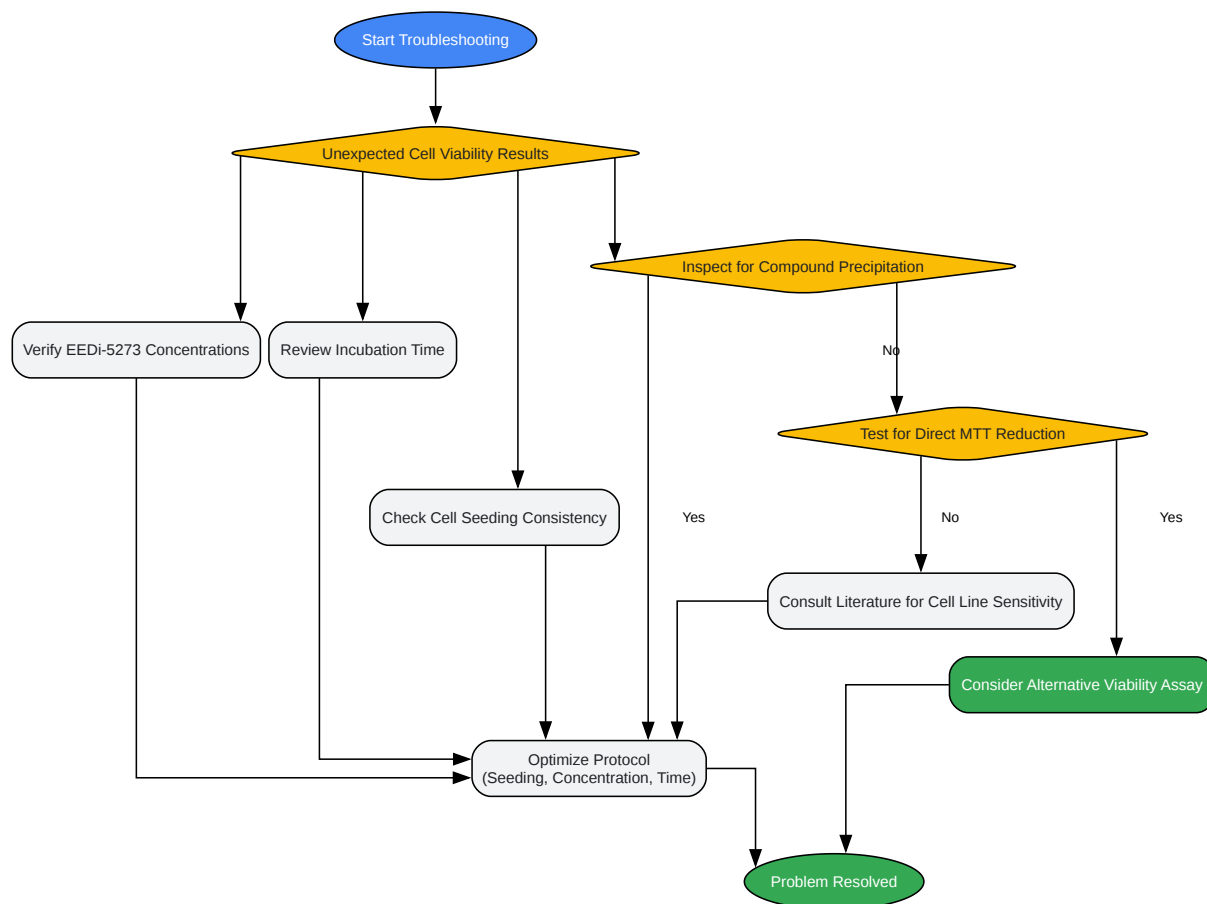 Start Troubleshooting
Unexpected Cell Viability Results
Inspect for Compound Precipitation
Verify EEDi-5273 Concentrations
Review Incubation Time
No
Test for Direct MTT Reduction
Check Cell Seeding Consistency
Yes
No
Yes
Consult Literature for Cell Line Sensitivity
Consider Alternative Viability Assay
Optimize Protocol
(Seeding, Concentration, Time)
Problem Resolved